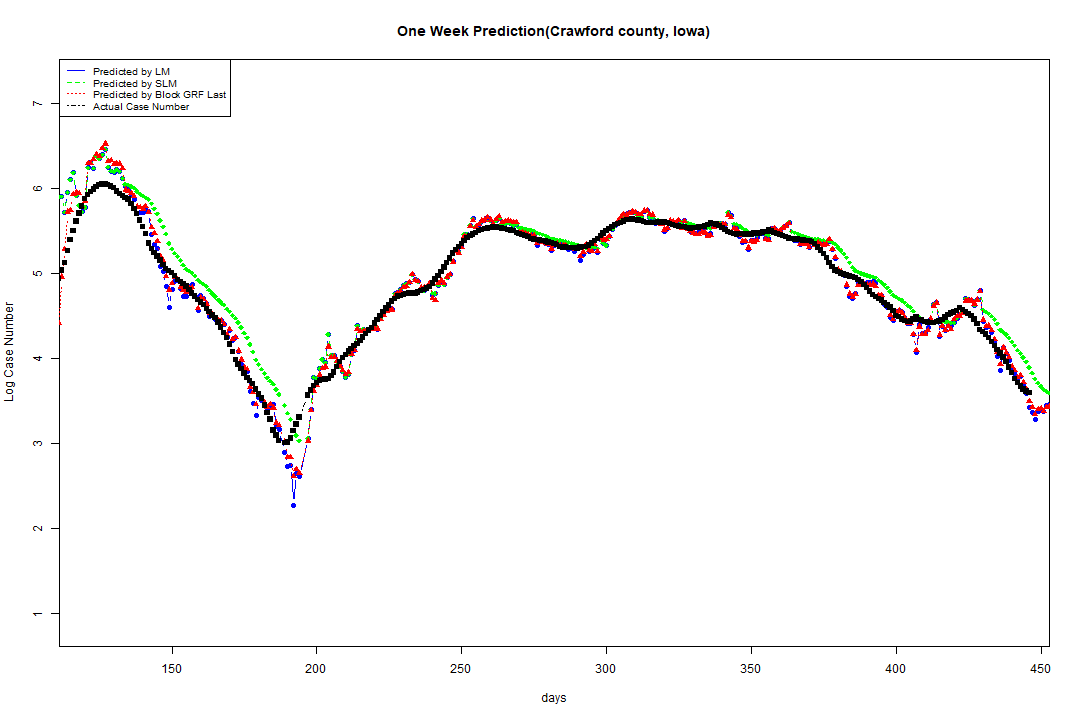 One Week Prediction(Crawford county, Iowa)
Predicted by LM
Predicted by SLM
Predicted by Block GRF Last
Actual Case Number
7
6
5
4
3
2
1
Log Case Number
150 200 250 300 350 400 450
days